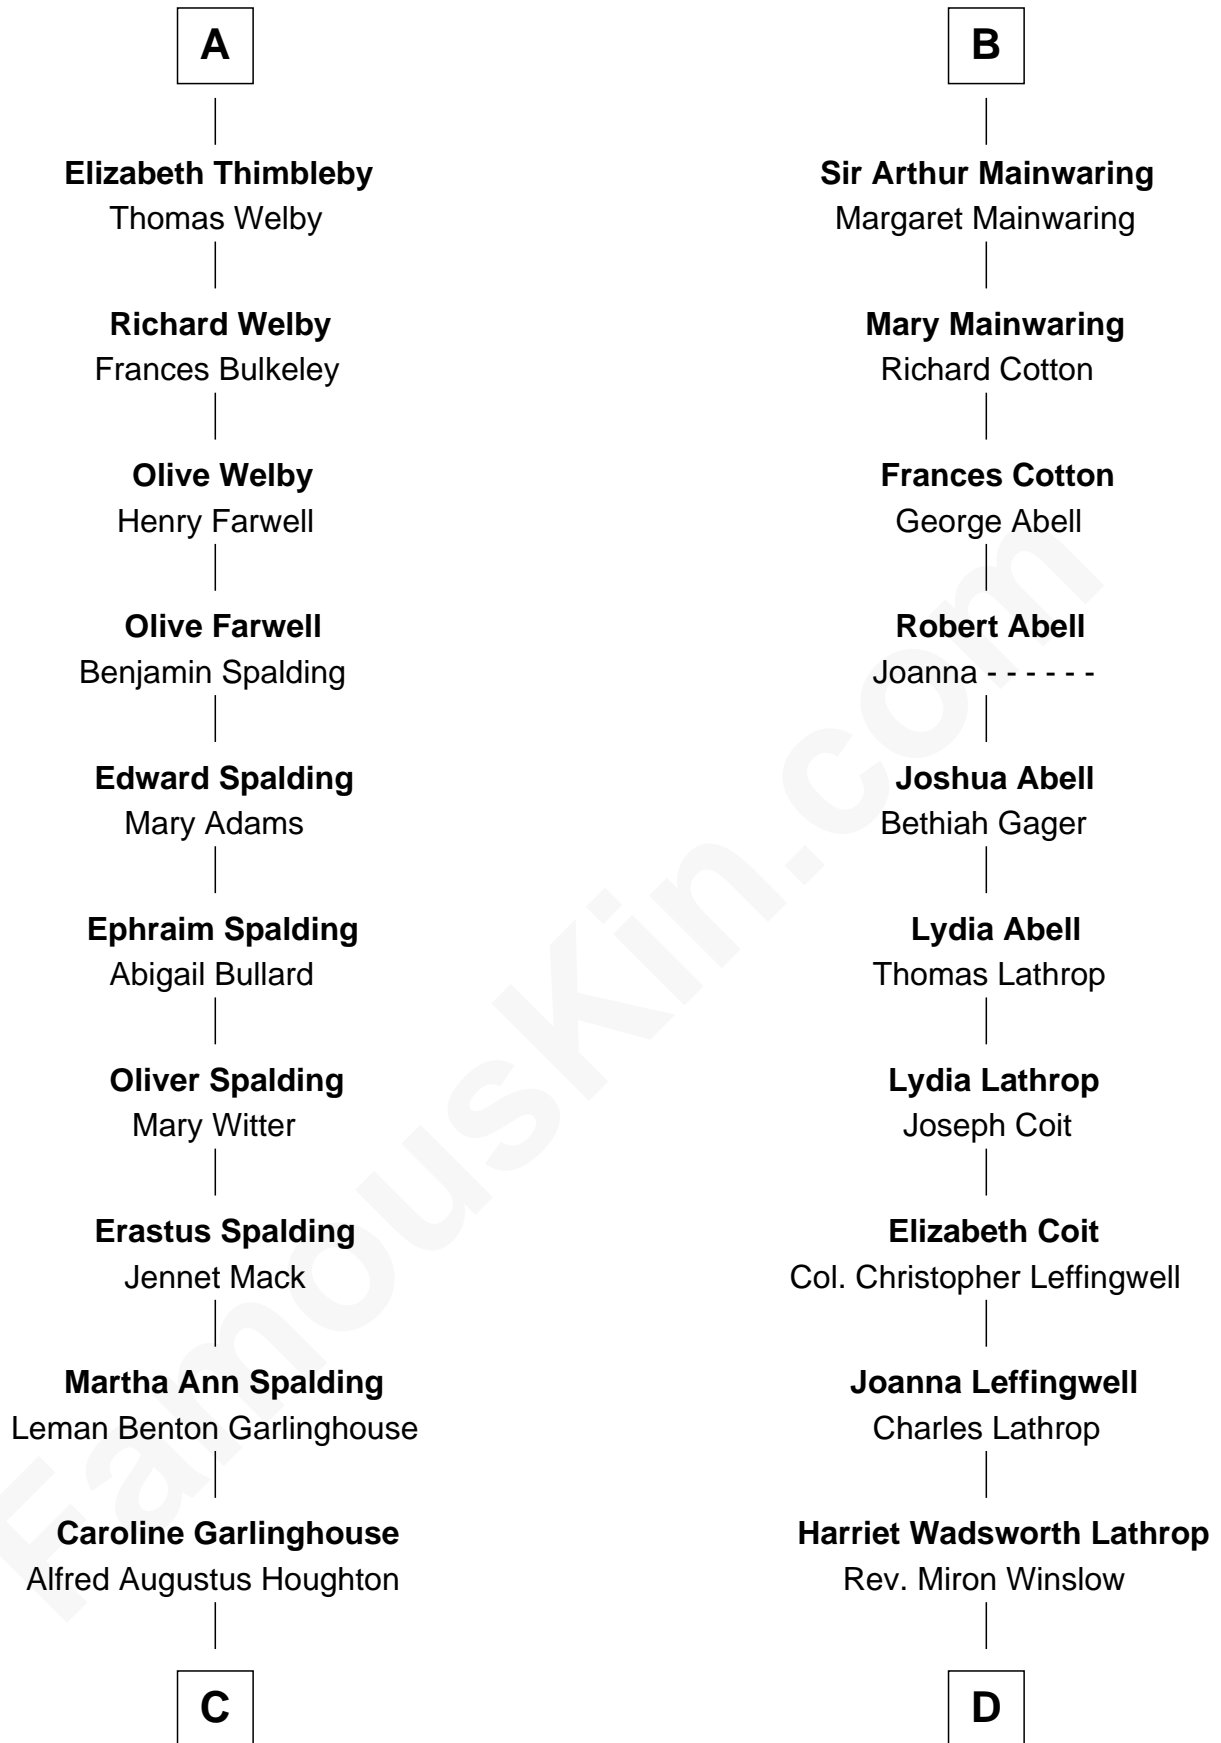 A
Elizabeth Thimbleby
Thomas Welby
Richard Welby
Frances Bulkeley
Olive Welby
Henry Farwell
Olive Farwell
Benjamin Spalding
Edward Spalding
Mary Adams
Ephraim Spalding
Abigail Bullard
Oliver Spalding
Mary Witter
Erastus Spalding
Jennet Mack
Martha Ann Spalding
Leman Benton Garlinghouse
Caroline Garlinghouse
Alfred Augustus Houghton
C
B
Sir Arthur Mainwaring
Margaret Mainwaring
Mary Mainwaring
Richard Cotton
Frances Cotton
George Abell
Robert Abell
Joanna - - - - - -
Joshua Abell
Bethiah Gager
Lydia Abell
Thomas Lathrop
Lydia Lathrop
Joseph Coit
Elizabeth Coit
Col. Christopher Leffingwell
Joanna Leffingwell
Charles Lathrop
Harriet Wadsworth Lathrop
Rev. Miron Winslow
D
FamousKin.com